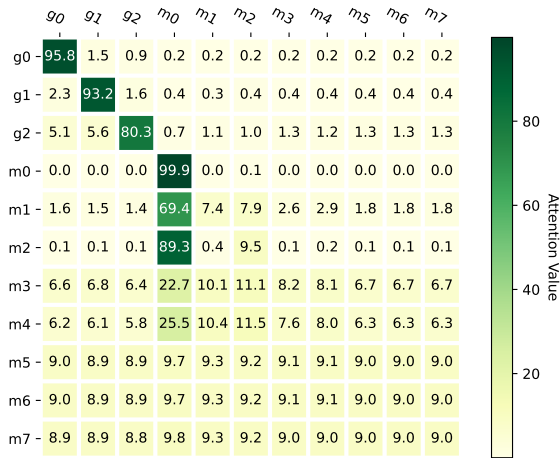 g0 g1 g2 m0 m1 m2 m3 m4 m5 m6 m7
g0 95.8 1.5 0.9 0.2 0.2 0.2 0.2 0.2 0.2 0.2 0.2
g1 2.3 93.2 1.6 0.4 0.3 0.4 0.4 0.4 0.4 0.4 0.4
g2 5.1 5.6 80.3 0.7 1.1 1.0 1.3 1.2 1.3 1.3 1.3
m0 0.0 0.0 0.0 99.9 0.0 0.1 0.0 0.0 0.0 0.0 0.0
m1 1.6 1.5 1.4 69.4 7.4 7.9 2.6 2.9 1.8 1.8 1.8
m2 0.1 0.1 0.1 89.3 0.4 9.5 0.1 0.2 0.1 0.1 0.1
m3 6.6 6.8 6.4 22.7 10.1 11.1 8.2 8.1 6.7 6.7 6.7
m4 6.2 6.1 5.8 25.5 10.4 11.5 7.6 8.0 6.3 6.3 6.3
m5 9.0 8.9 8.9 9.7 9.3 9.2 9.1 9.1 9.0 9.0 9.0
m6 9.0 8.9 8.9 9.7 9.3 9.2 9.1 9.1 9.0 9.0 9.0
m7 8.9 8.9 8.8 9.8 9.3 9.2 9.0 9.0 9.0 9.0 9.0
80
60
40
20
Attention Value